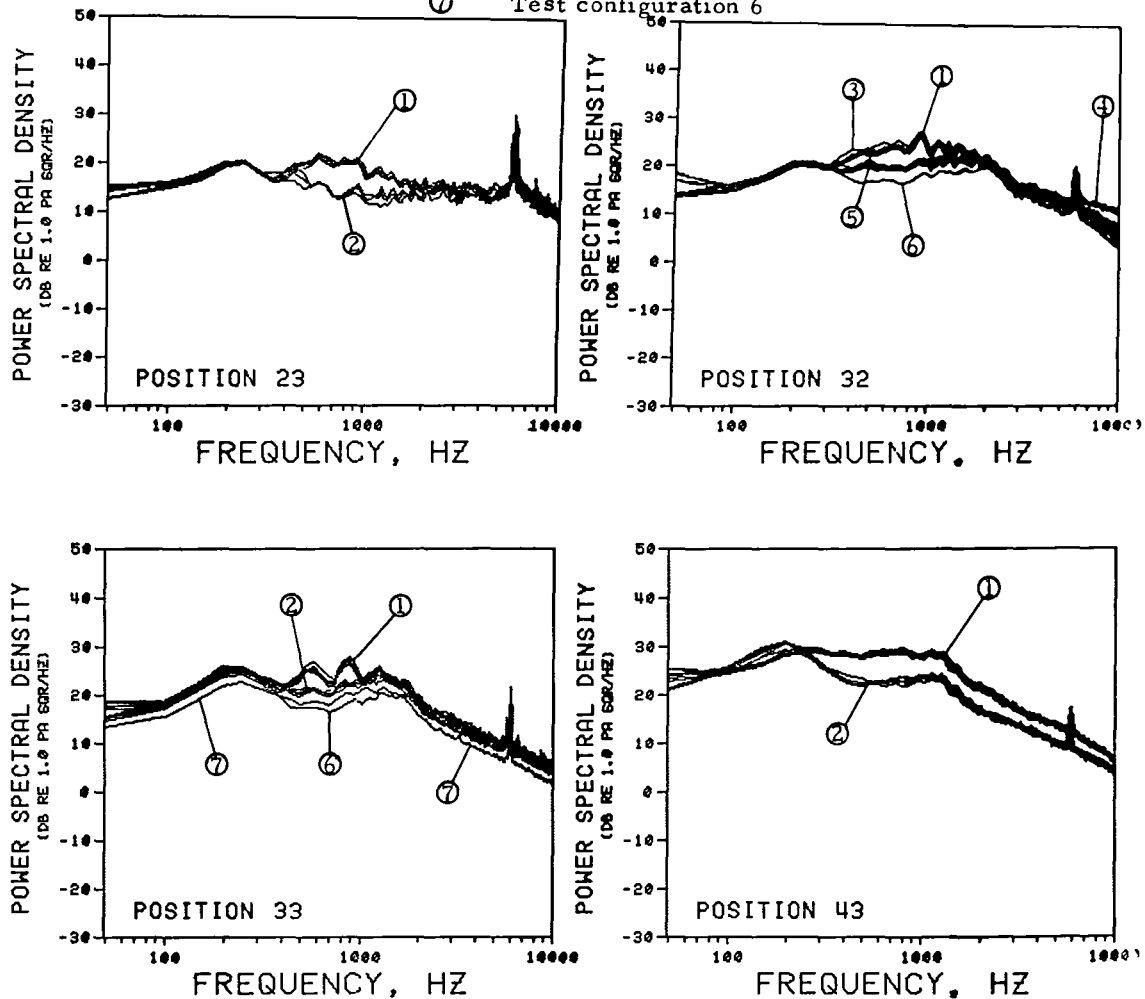 ⑦ Test configuration 6
50
40
30
20
10
0
-10
-20
-30
POWER SPECTRAL DENSITY
(DB RE 1.0 PA SQR/HZ)
①
②
POSITION 23
100 1000 10000
FREQUENCY, HZ
50
40
30
20
10
0
-10
-20
-30
POWER SPECTRAL DENSITY
(DB RE 1.0 PA SQR/HZ)
③ ① ④
⑤ ⑥
POSITION 32
100 1000 1000
FREQUENCY. HZ
50
40
30
20
10
0
-10
-20
-30
POWER SPECTRAL DENSITY
(DB RE 1.0 PA SQR/HZ)
② ①
⑦ ⑥ ⑦
POSITION 33
100 1000 10000
FREQUENCY, HZ
50
40
30
20
10
0
-10
-20
-30
POWER SPECTRAL DENSITY
(DB RE 1.0 PA SQR/HZ)
①
②
POSITION 43
100 1000 1000
FREQUENCY. HZ